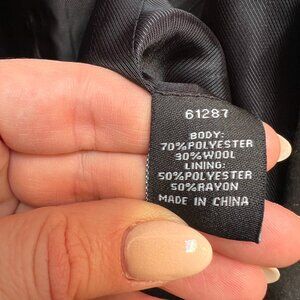 61287
BODY:
70%POLYESTER
30%WOOL
LINING:
50%POLYESTER
50%RAYON
MADE IN CHINA